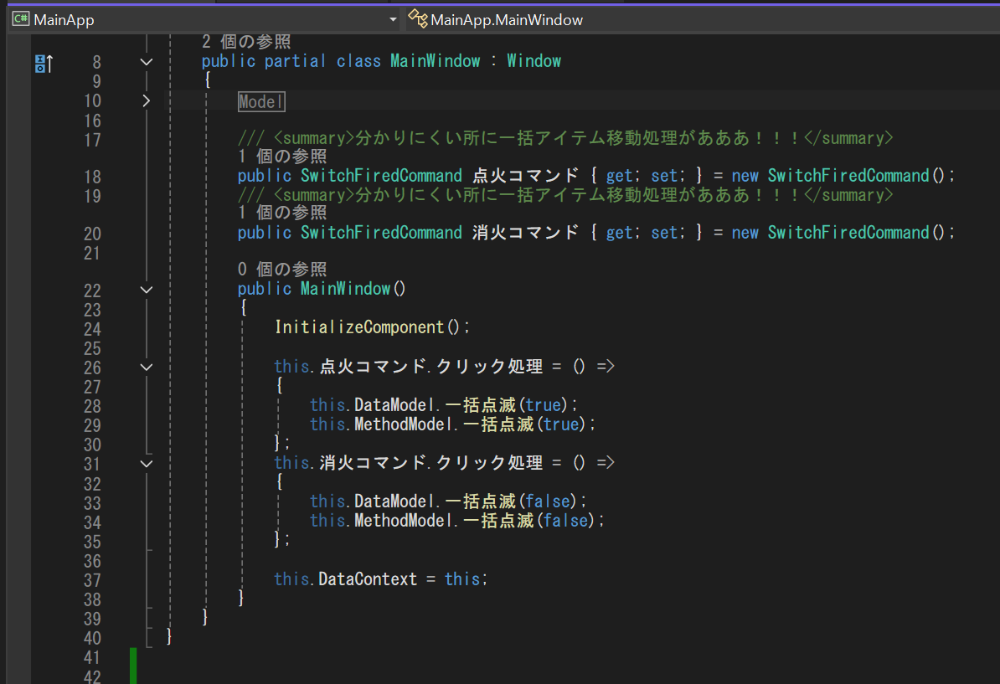 C# MainApp MainApp.MainWindow
2 個の参照
8 public partial class MainWindow : Window
9 {
10 Model
16
17 /// <summary>分かりにくい所に一括アイテム移動処理があああ！！！</summary>
1 個の参照
18 public SwitchFiredCommand 点火コマンド { get; set; } = new SwitchFiredCommand();
19 /// <summary>分かりにくい所に一括アイテム移動処理があああ！！！</summary>
1 個の参照
20 public SwitchFiredCommand 消火コマンド { get; set; } = new SwitchFiredCommand();
21
0 個の参照
22 public MainWindow()
23 {
24 InitializeComponent();
25
26 this.点火コマンド.クリック処理 = () =>
27 {
28 this.DataModel.一括点滅(true);
29 this.MethodModel.一括点滅(true);
30 };
31 this.消火コマンド.クリック処理 = () =>
32 {
33 this.DataModel.一括点滅(false);
34 this.MethodModel.一括点滅(false);
35 };
36
37 this.DataContext = this;
38 }
39 }
40 }
41
42